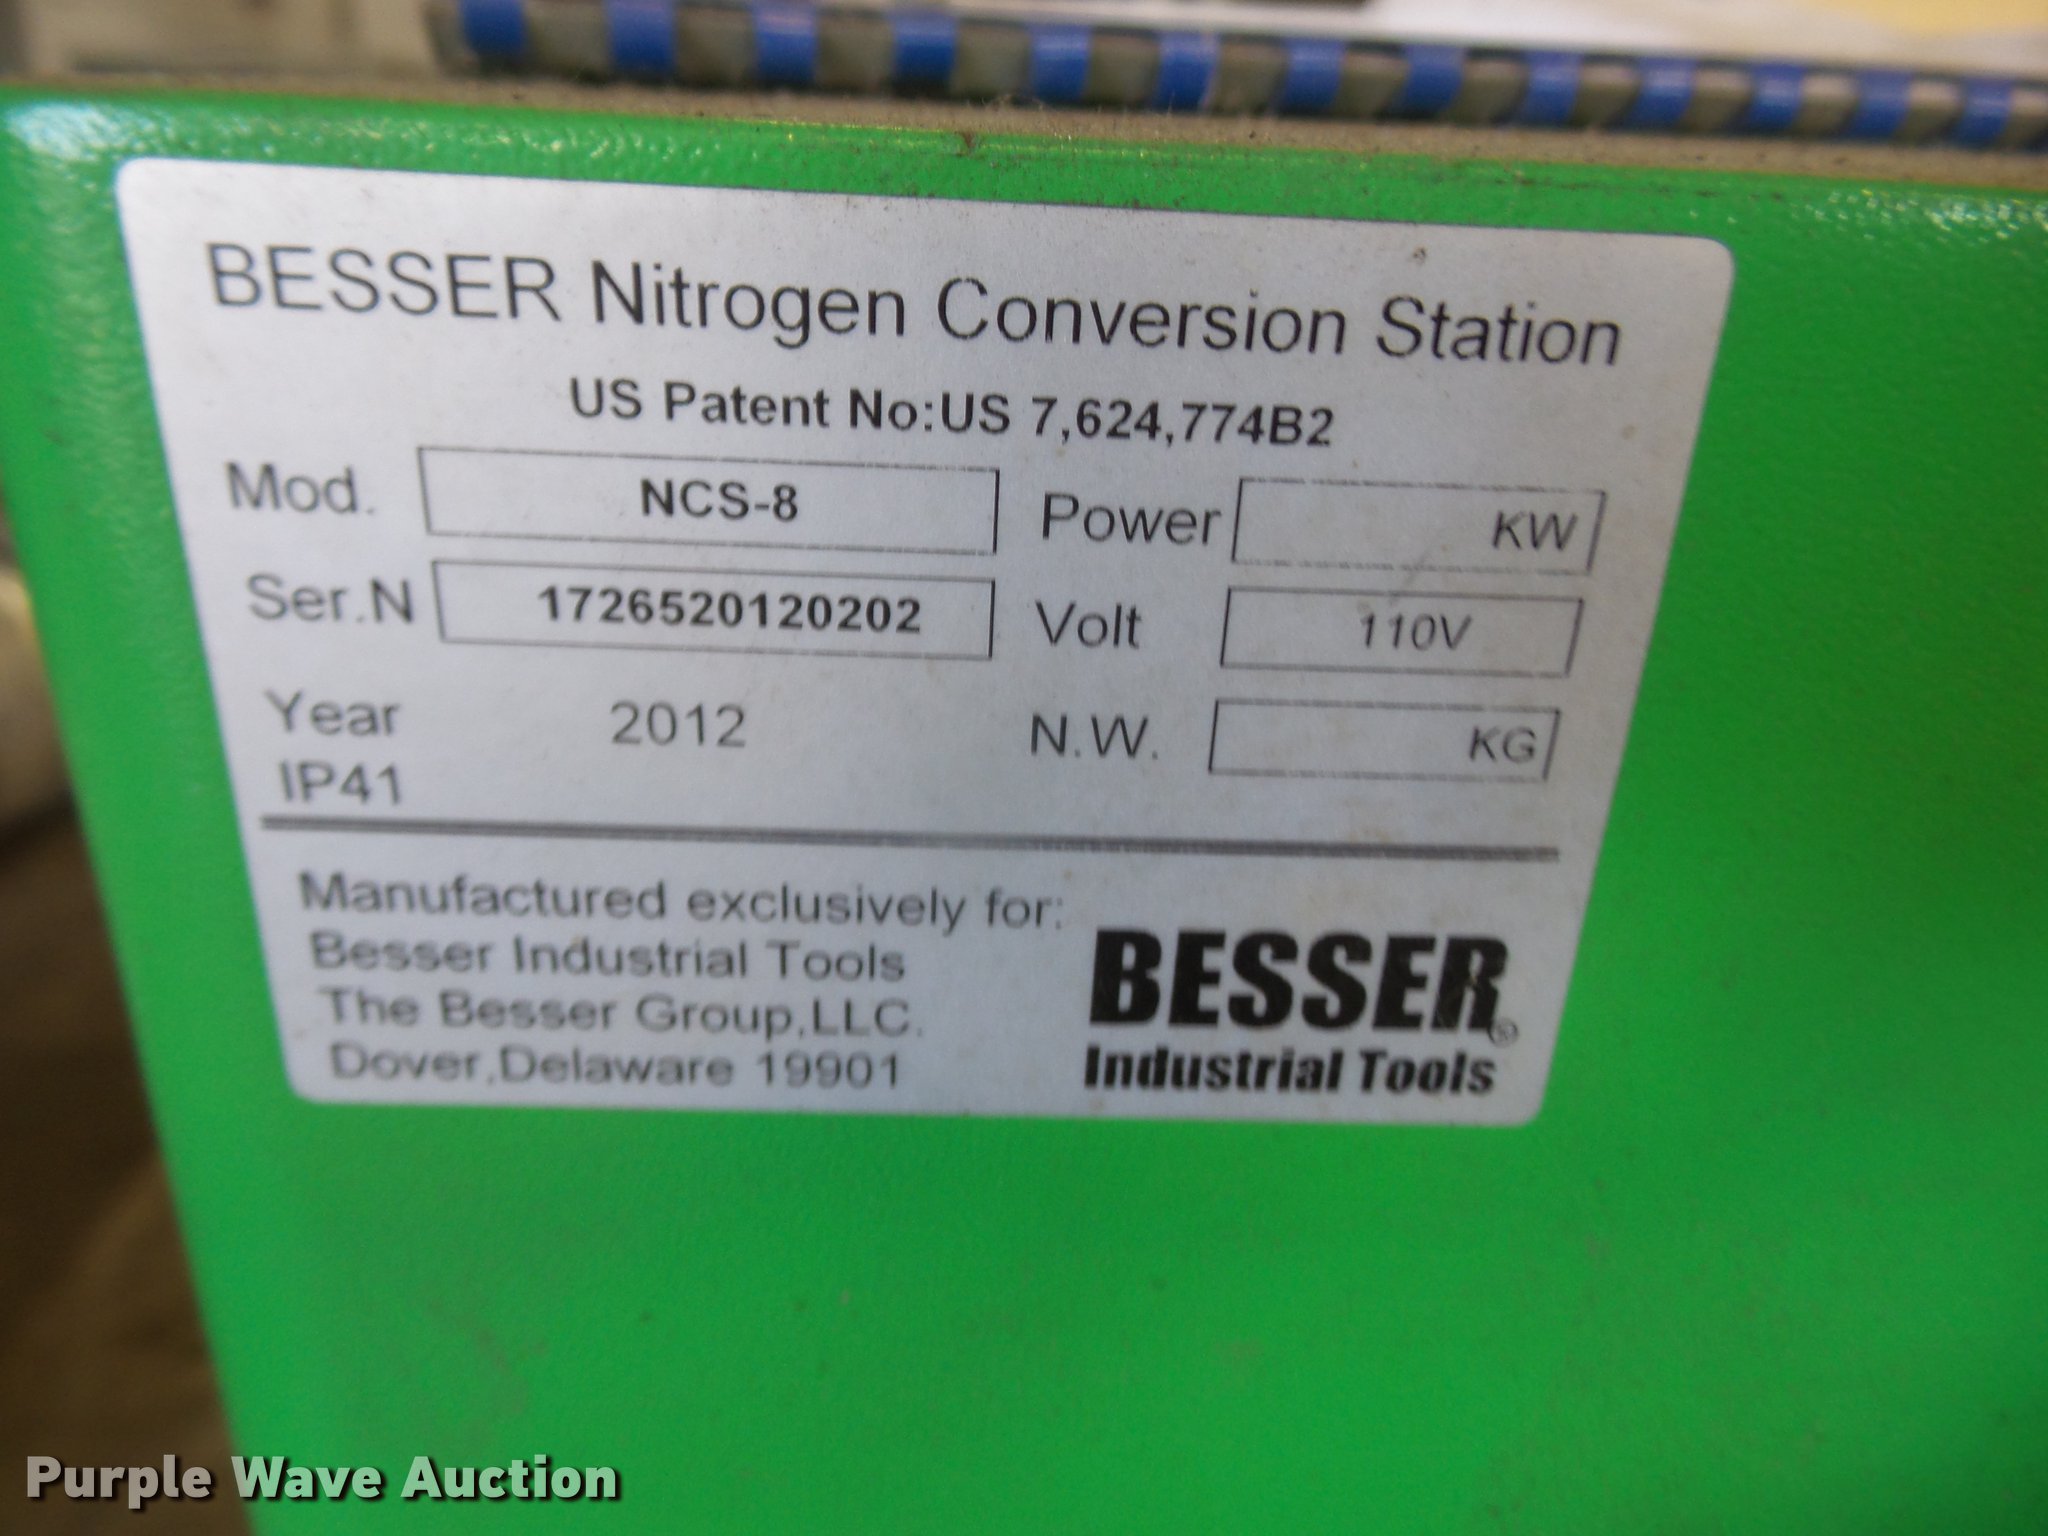 BESSER Nitrogen Conversion Station
US Patent No:US 7,624,774B2
Mod. NCS-8 Power KW
Ser.N 1726520120202 Volt 110V
Year 2012 N.W. KG
IP41
Manufactured exclusively for:
Besser Industrial Tools
The Besser Group,LLC.
Dover,Delaware 19901
BESSER®
Industrial Tools
Purple Wave Auction